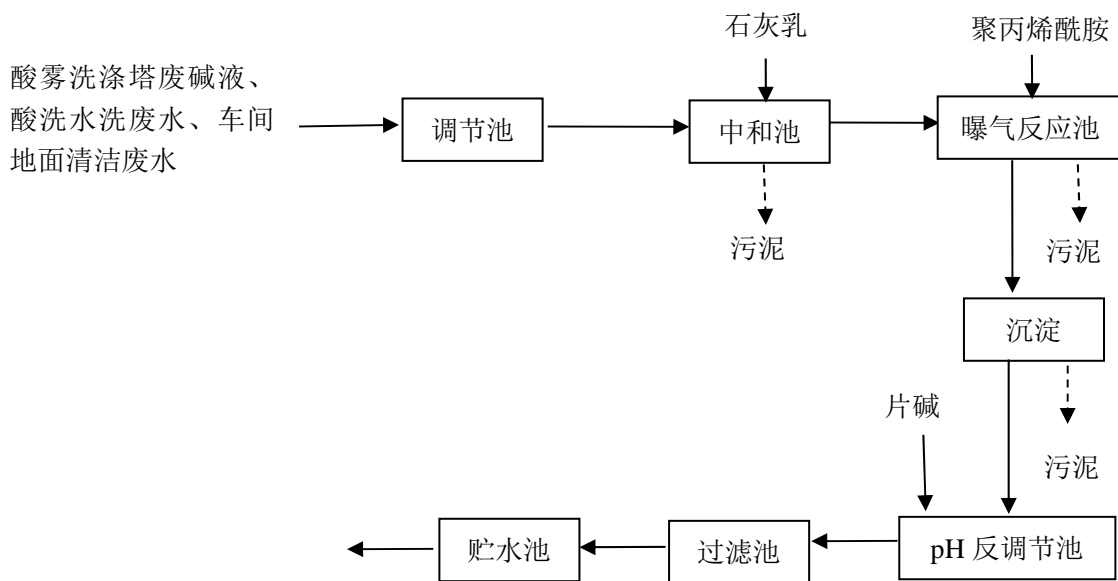 石灰乳
聚丙烯酰胺
酸雾洗涤塔废碱液、
酸洗水洗废水、车间
地面清洁废水
调节池
中和池
曝气反应池
污泥
污泥
沉淀
片碱
污泥
贮水池
过滤池
pH 反调节池